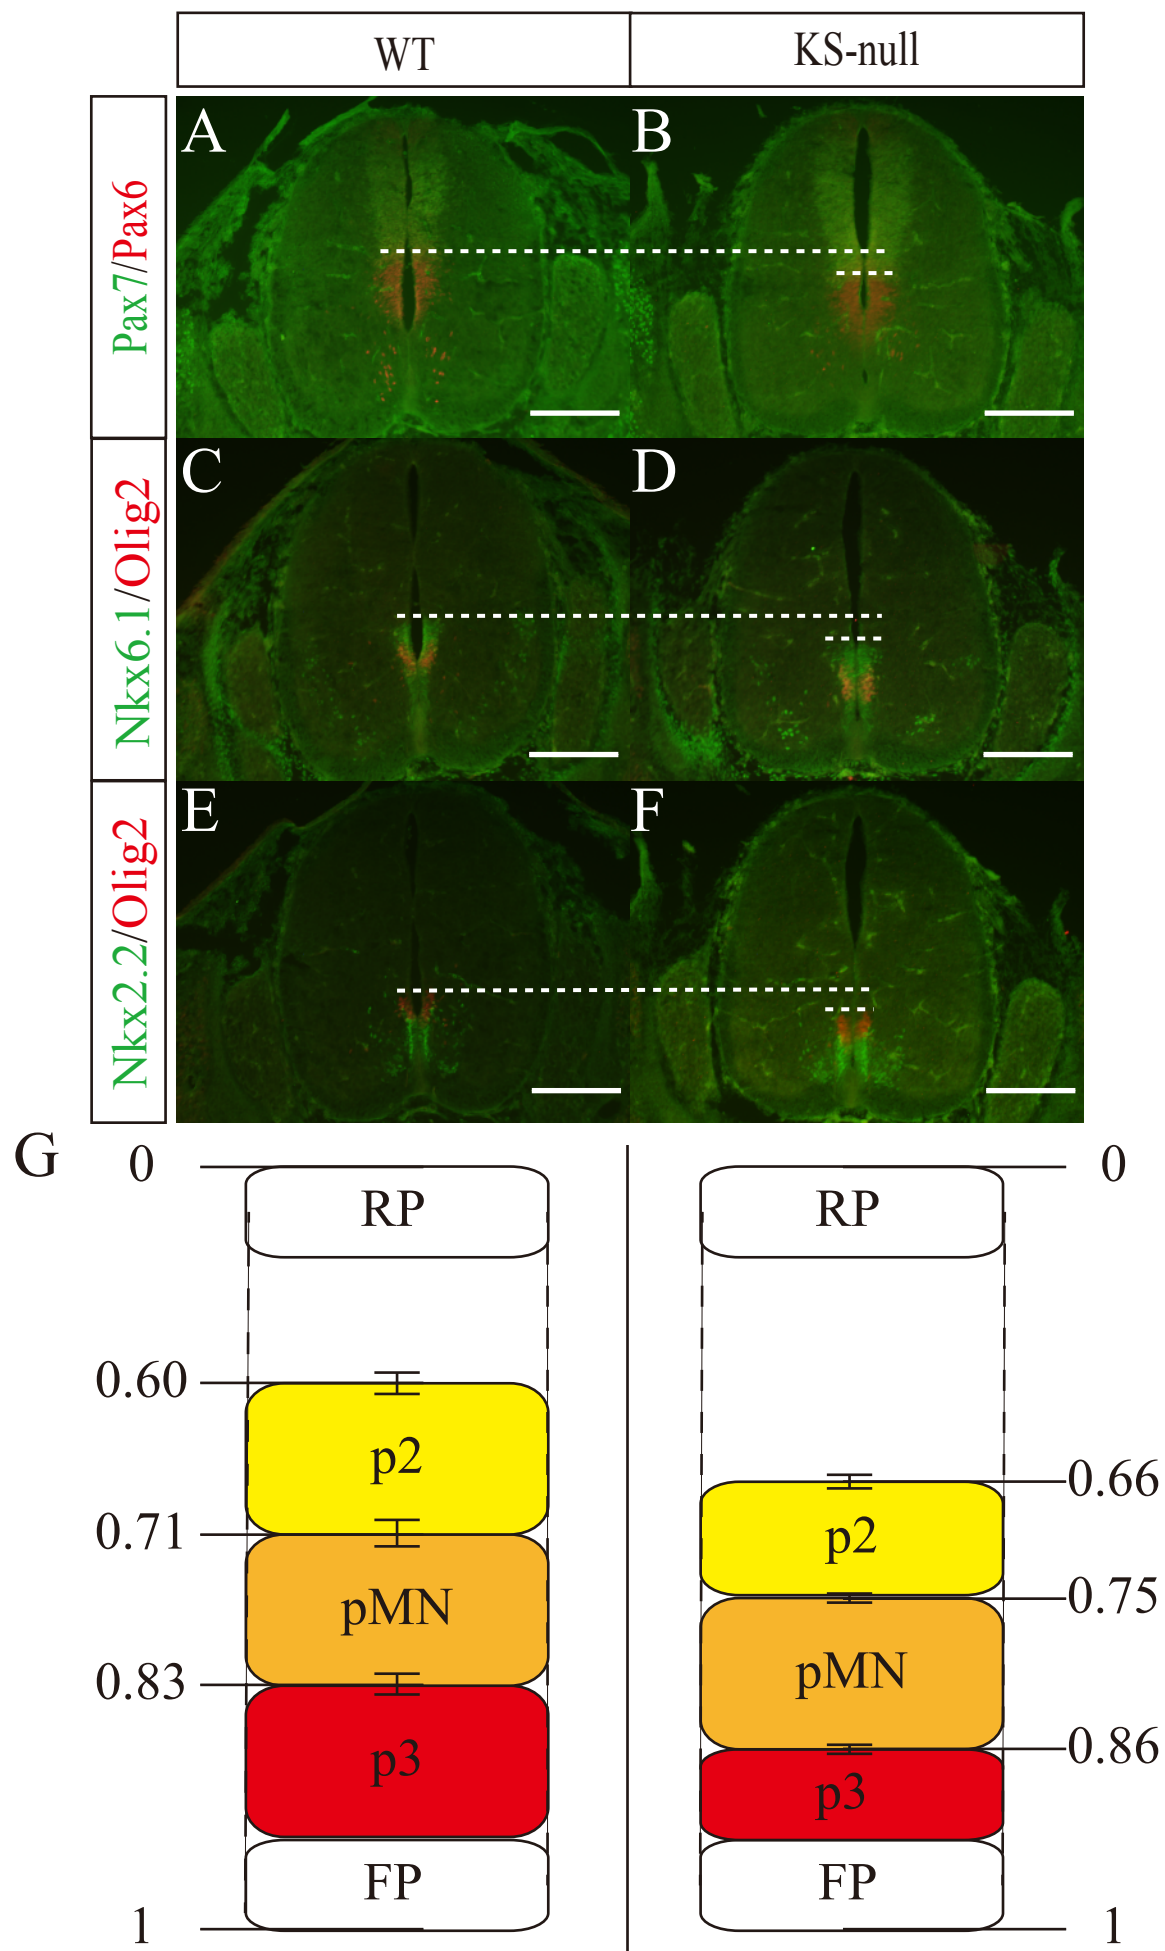 WT
KS-null
Pax7/Pax6
A
B
Nkx6.1/Olig2
C
D
Nkx2.2/Olig2
E
F
G
0
RP
0.60
p2
0.71
pMN
0.83
p3
FP
1
0
RP
0.66
p2
0.75
pMN
0.86
p3
FP
1